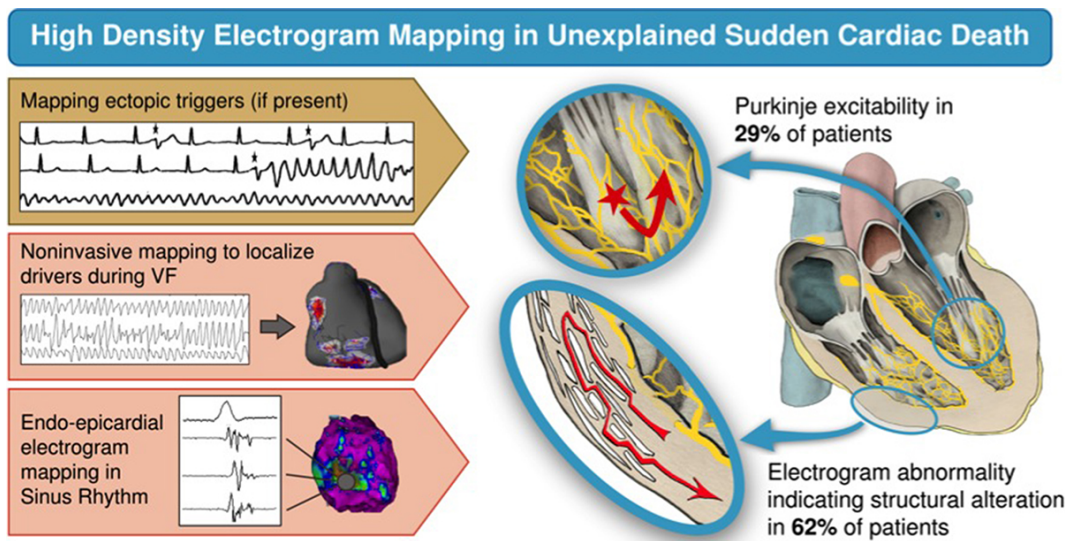 High Density Electrogram Mapping in Unexplained Sudden Cardiac Death
Mapping ectopic triggers (if present)
Noninvasive mapping to localize
drivers during VF
Endo-epicardial
electrogram
mapping in
Sinus Rhythm
Purkinje excitability in
29% of patients
Electrogram abnormality
indicating structural alteration
in 62% of patients